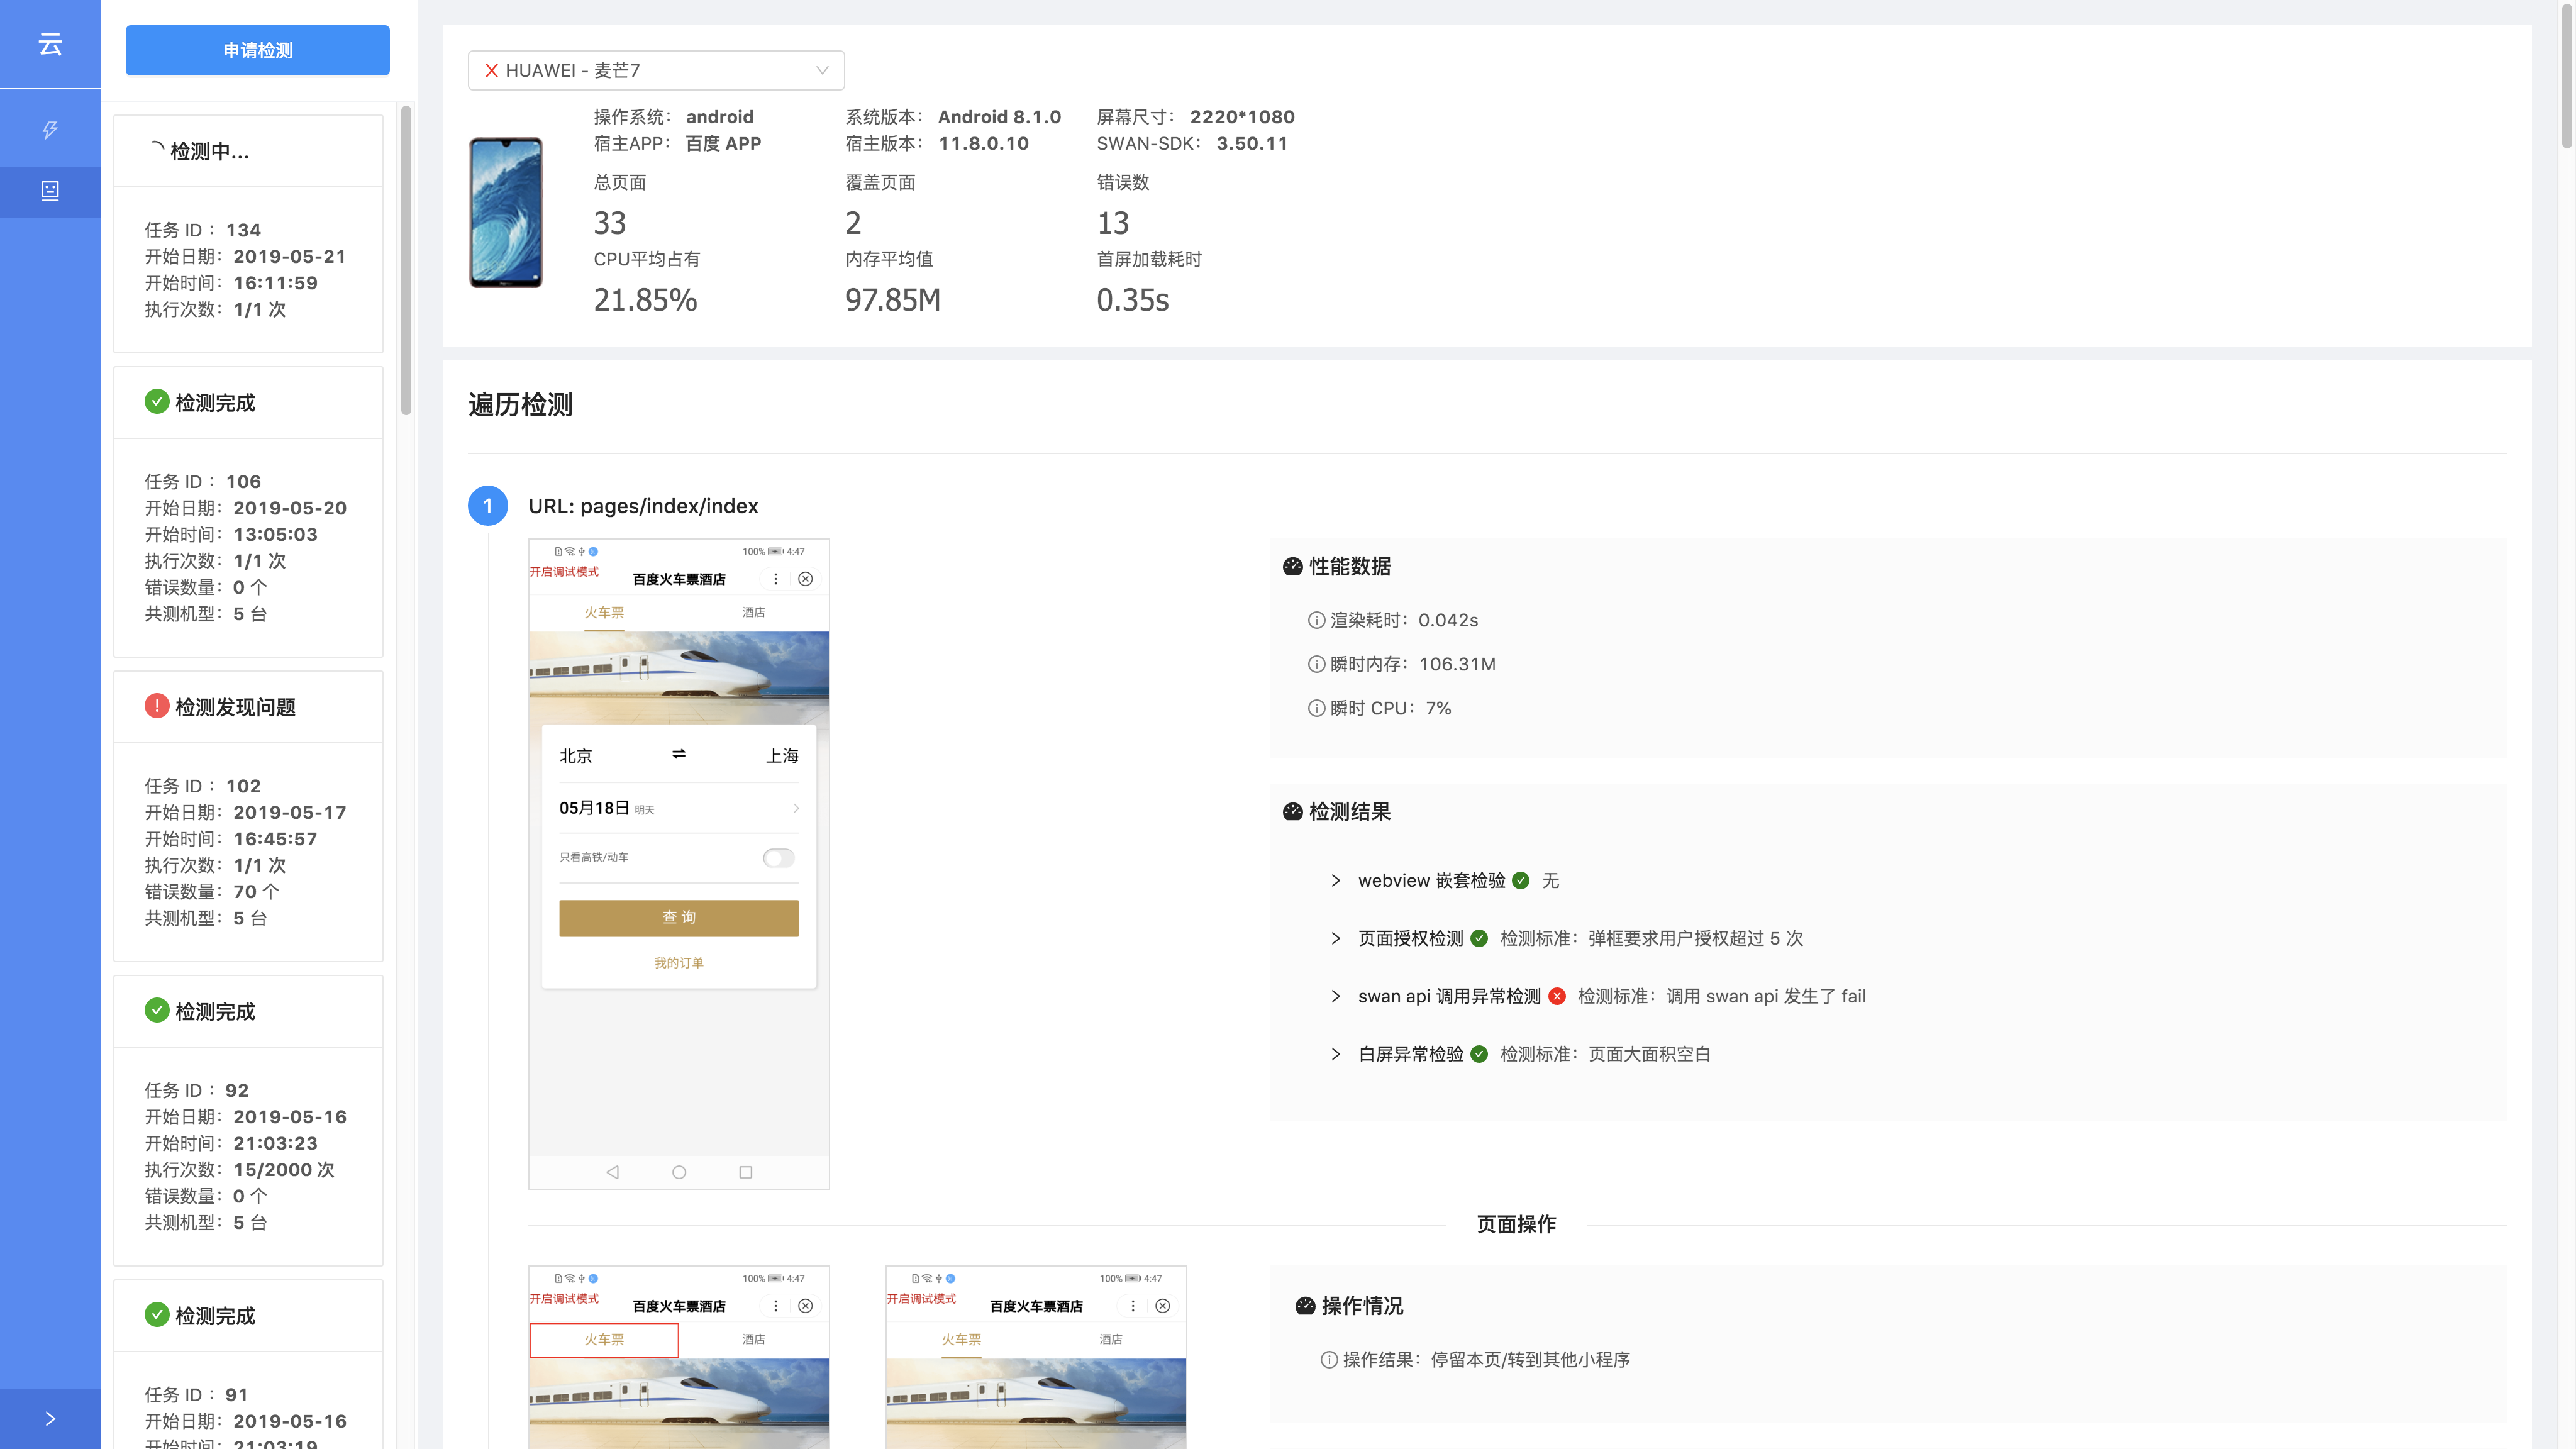 云
申请检测
检测中...
任务 ID： 134
开始日期： 2019-05-21
开始时间： 16:11:59
执行次数： 1/1 次
检测完成
任务 ID： 106
开始日期： 2019-05-20
开始时间： 13:05:03
执行次数： 1/1 次
错误数量： 0 个
共测机型： 5 台
检测发现问题
任务 ID： 102
开始日期： 2019-05-17
开始时间： 16:45:57
执行次数： 1/1 次
错误数量： 70 个
共测机型： 5 台
检测完成
任务 ID： 92
开始日期： 2019-05-16
开始时间： 21:03:23
执行次数： 15/2000 次
错误数量： 0 个
共测机型： 5 台
检测完成
任务 ID： 91
开始日期： 2019-05-16
开始时间： 21:03:19
HUAWEI - 麦芒7
操作系统： android 系统版本： Android 8.1.0 屏幕尺寸： 2220*1080
宿主APP： 百度 APP 宿主版本： 11.8.0.10 SWAN-SDK： 3.50.11
总页面 覆盖页面 错误数
33 2 13
CPU平均占有 内存平均值 首屏加载耗时
21.85% 97.85M 0.35s
遍历检测
1 URL: pages/index/index
100% 4:47
开启调试模式
百度火车票酒店
火车票 酒店
北京 上海
05月18日 明天
只看高铁/动车
查 询
我的订单
性能数据
渲染耗时：0.042s
瞬时内存：106.31M
瞬时 CPU：7%
检测结果
webview 嵌套检验 无
页面授权检测 检测标准：弹框要求用户授权超过 5 次
swan api 调用异常检测 检测标准：调用 swan api 发生了 fail
白屏异常检验 检测标准：页面大面积空白
页面操作
100% 4:47
开启调试模式
百度火车票酒店
火车票 酒店
100% 4:47
开启调试模式
百度火车票酒店
火车票 酒店
操作情况
操作结果：停留本页/转到其他小程序